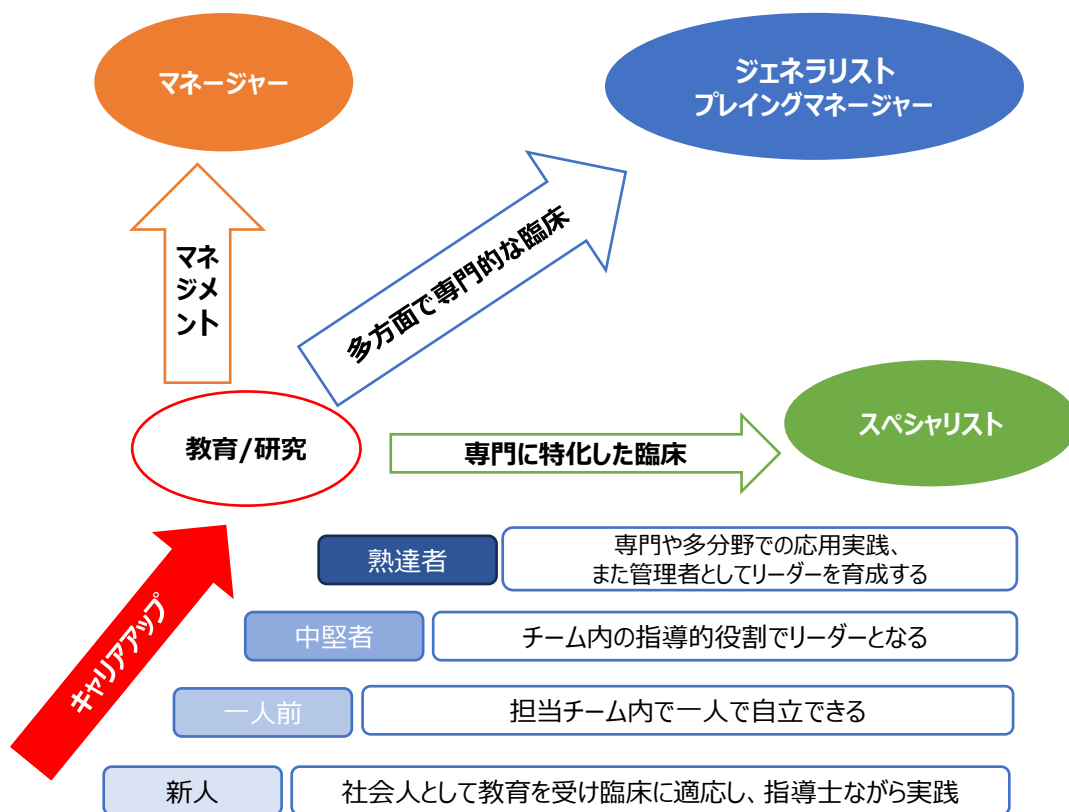 マネージャー
ジェネラリスト
プレイングマネージャー
マネ
ジメ
ント
多方面で専門的な臨床
教育/研究
専門に特化した臨床
スペシャリスト
キャリアアップ
熟達者
専門や多分野での応用実践、
また管理者としてリーダーを育成する
中堅者
チーム内の指導的役割でリーダーとなる
一人前
担当チーム内で一人で自立できる
新人
社会人として教育を受け臨床に適応し、指導士ながら実践